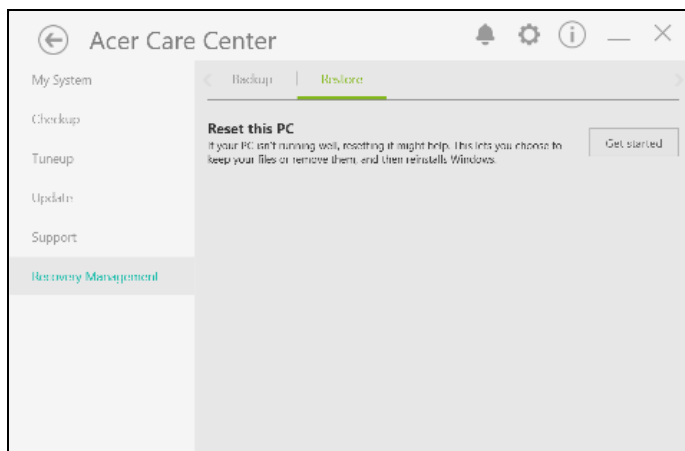 Acer Care Center
My System
Checkup
Tuneup
Update
Support
Recovery Management
Backup
Restore
Reset this PC
If your PC isn't running well, resetting it might help. This lets you choose to
keep your files or remove them, and then reinstalls Windows.
Get started